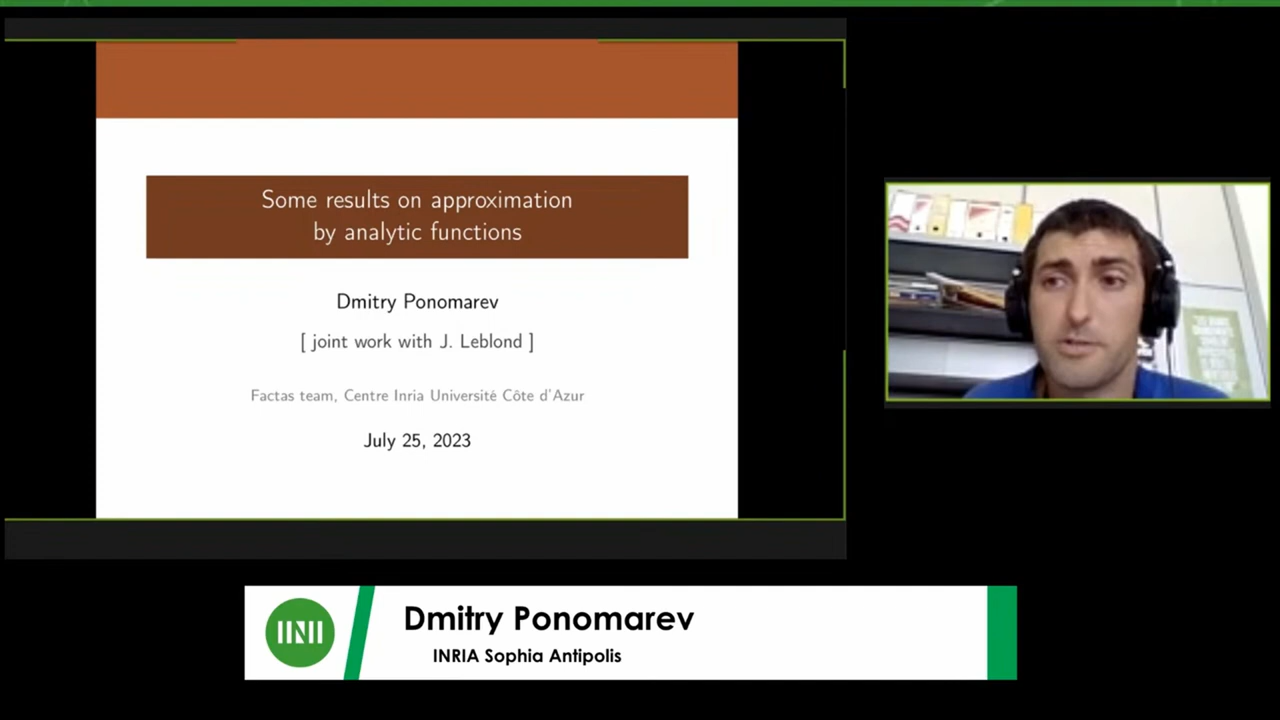 Some results on approximation
by analytic functions
Dmitry Ponomarev
[ joint work with J. Leblond ]
Factas team, Centre Inria Université Côte d'Azur
July 25, 2023
Dmitry Ponomarev
INRIA Sophia Antipolis